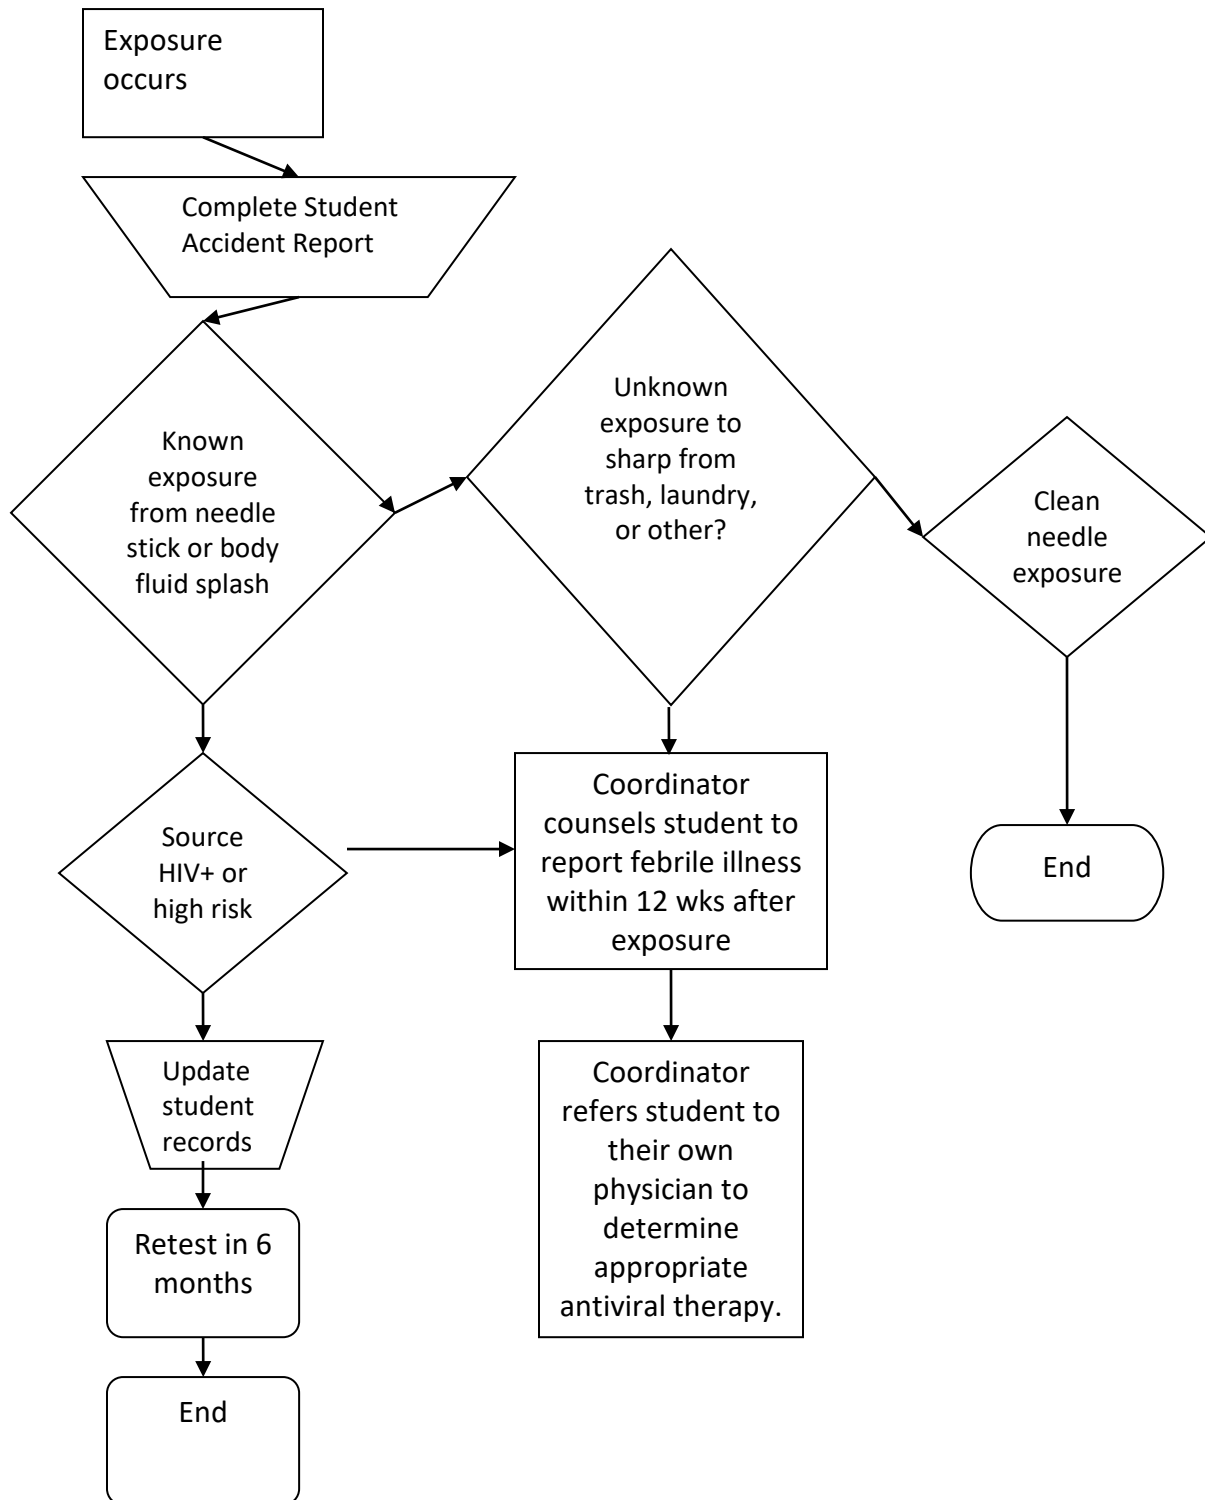 Exposure
occurs
Complete Student
Accident Report
Known
exposure
from needle
stick or body
fluid splash
Unknown
exposure to
sharp from
trash, laundry,
or other?
Clean
needle
exposure
Source
HIV+ or
high risk
Coordinator
counsels student to
report febrile illness
within 12 wks after
exposure
End
Update
student
records
Coordinator
refers student to
their own
physician to
determine
appropriate
antiviral therapy.
Retest in 6
months
End